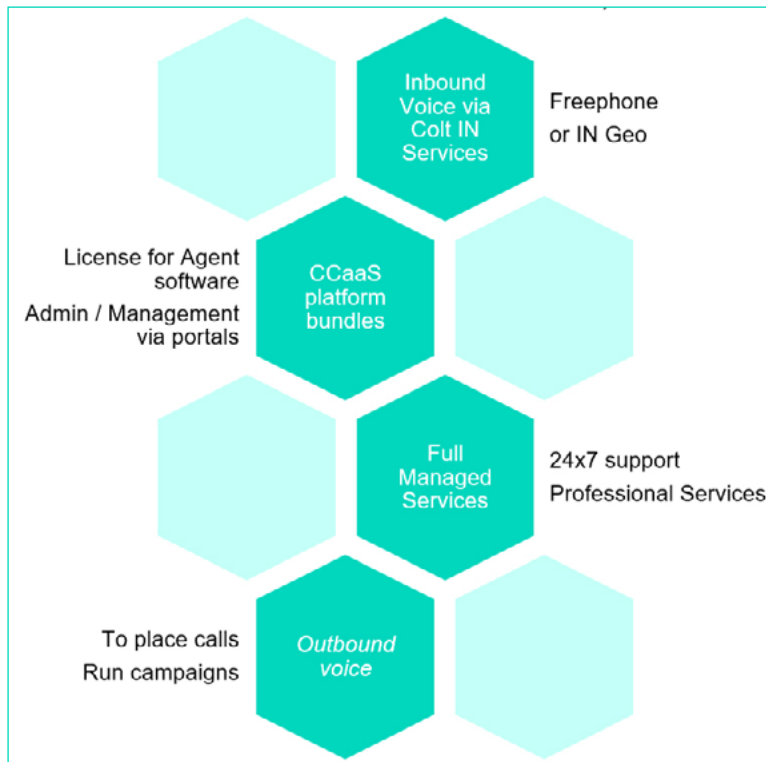 Inbound
Voice via
Colt IN
Services
Freephone
or IN Geo
License for Agent
software
Admin / Management
via portals
CCaaS
platform
bundles
Full
Managed
Services
24x7 support
Professional Services
To place calls
Run campaigns
Outbound
voice